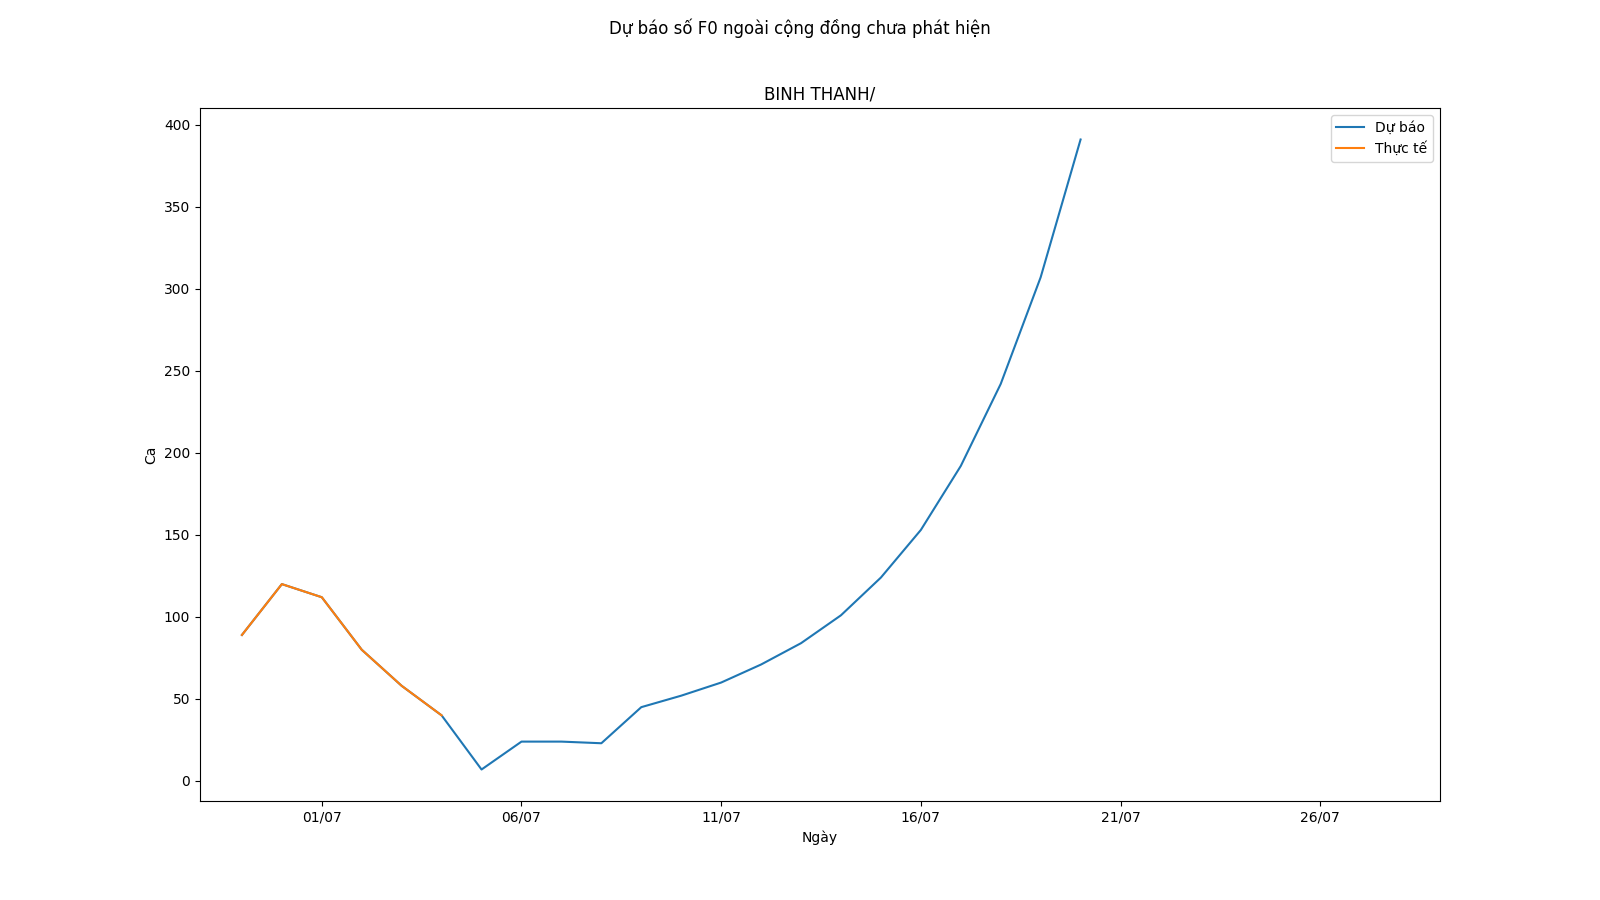 Dự báo số F0 ngoài cộng đồng chưa phát hiện
BINH THANH/
400
350
300
250
200
150
100
50
0
Ca
Dự báo
Thực tế
01/07
06/07
11/07
16/07
21/07
26/07
Ngày